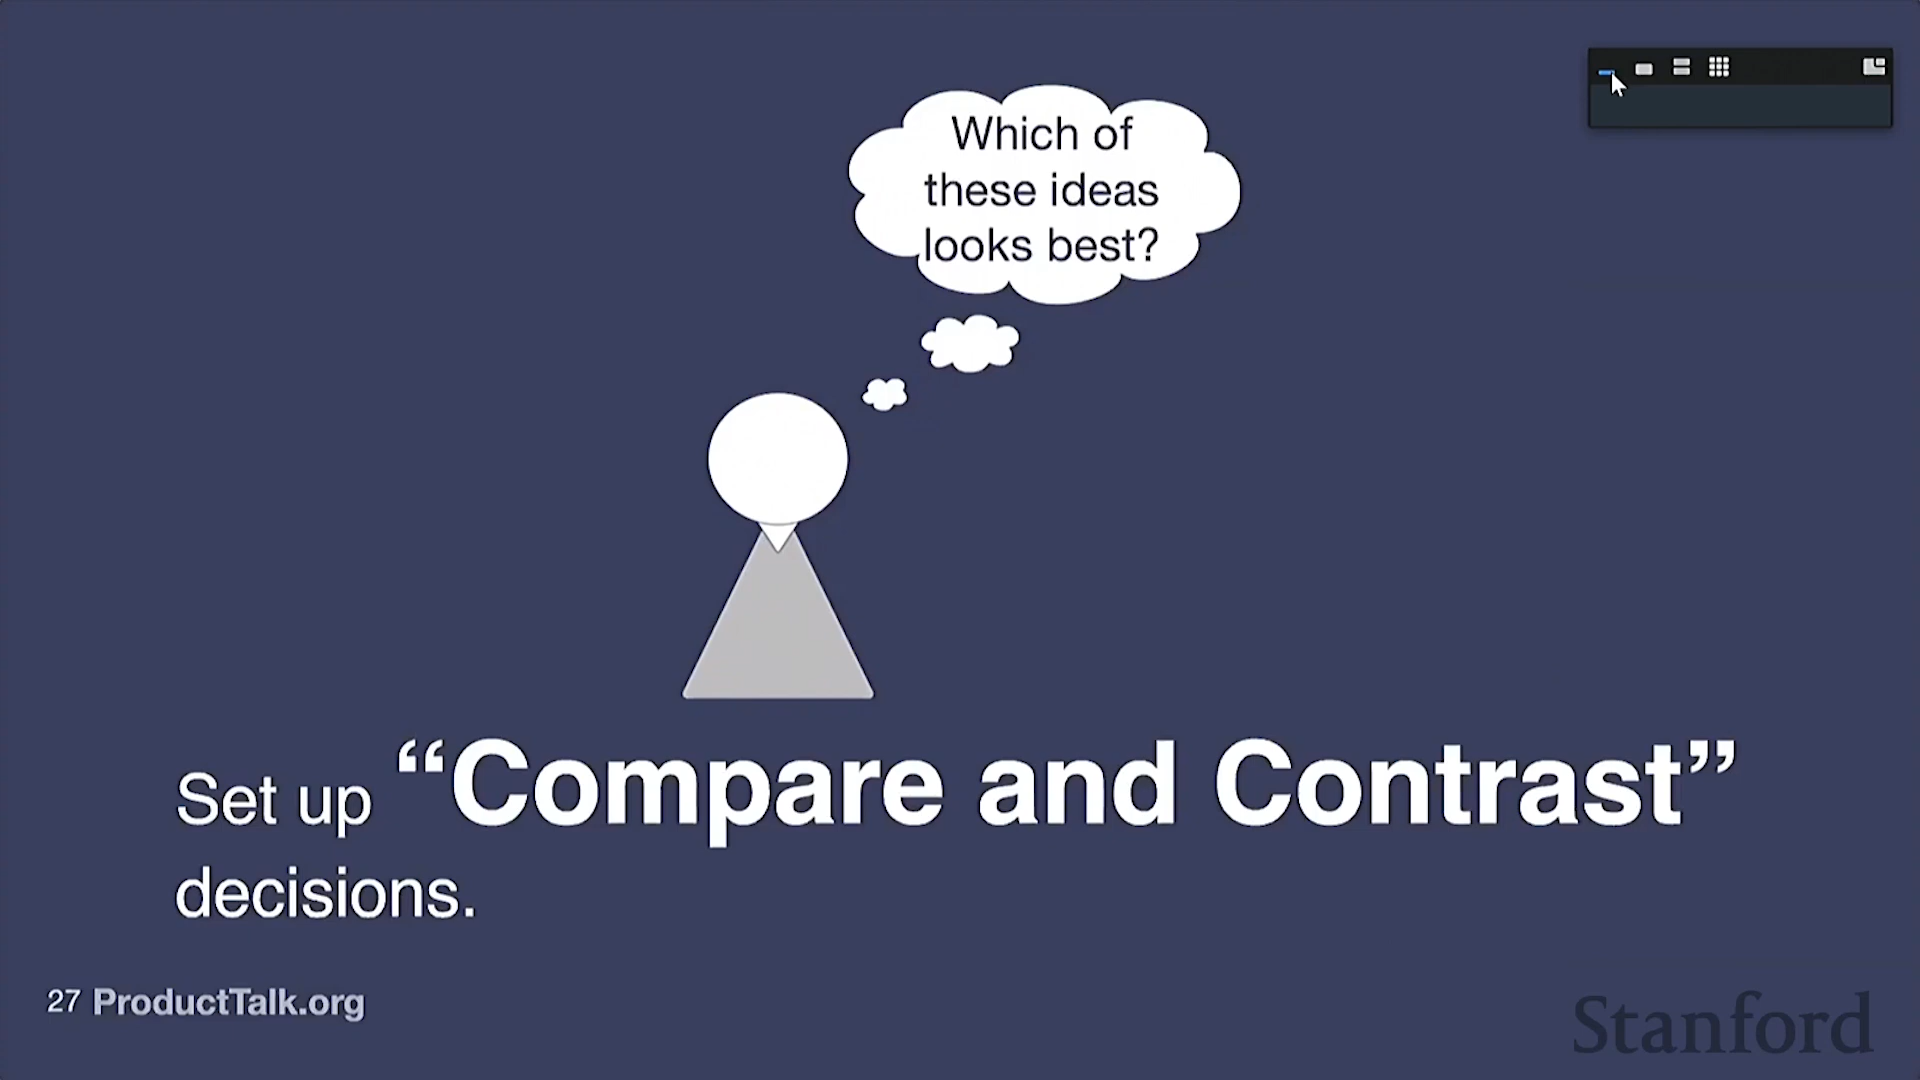 Which of
these ideas
looks best?
Set up “Compare and Contrast”
decisions.
27 ProductTalk.org
Stanford